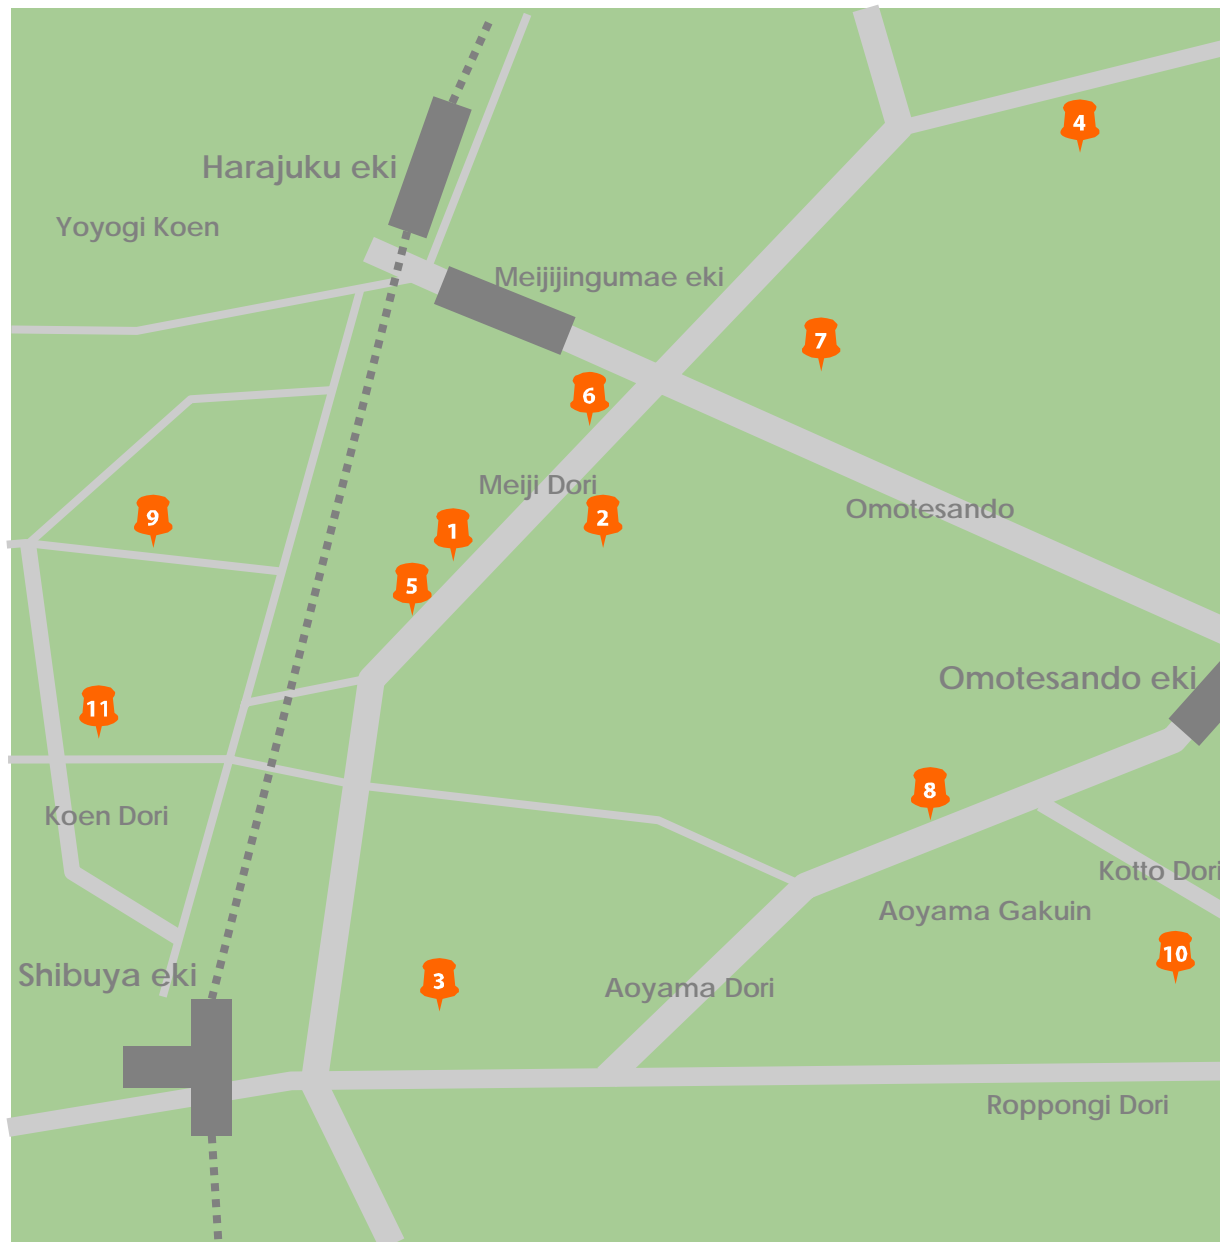 4
Harajuku eki
Yoyogi Koen
Meijijingumae eki
7
6
Meiji Dori
Omotesando
9
1
2
5
Omotesando eki
11
8
Koen Dori
Kotto Dori
Aoyama Gakuin
10
Shibuya eki
3
Aoyama Dori
Roppongi Dori